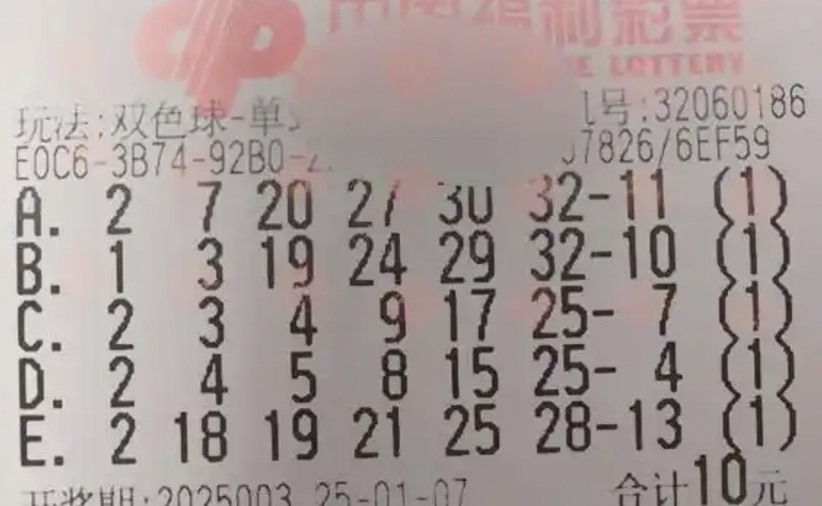 中国福利彩票
LOTTERY
玩法:双色球-单
号:32060186
E0C6-3B74-92B0-
7826/6EF59
A. 2 7 20 27 30 32-11 (1)
B. 1 3 19 24 29 32-10 (1)
C. 2 3 4 9 17 25- 7 (1)
D. 2 4 5 8 15 25- 4 (1)
E. 2 18 19 21 25 28-13 (1)
开奖期:2025003 25-01-07 合计10元